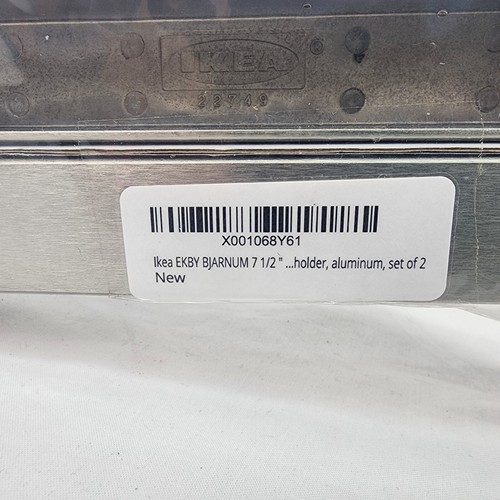 IKEA
22749
X001068Y61
Ikea EKBY BJARNUM 7 1/2 " ...holder, aluminum, set of 2
New